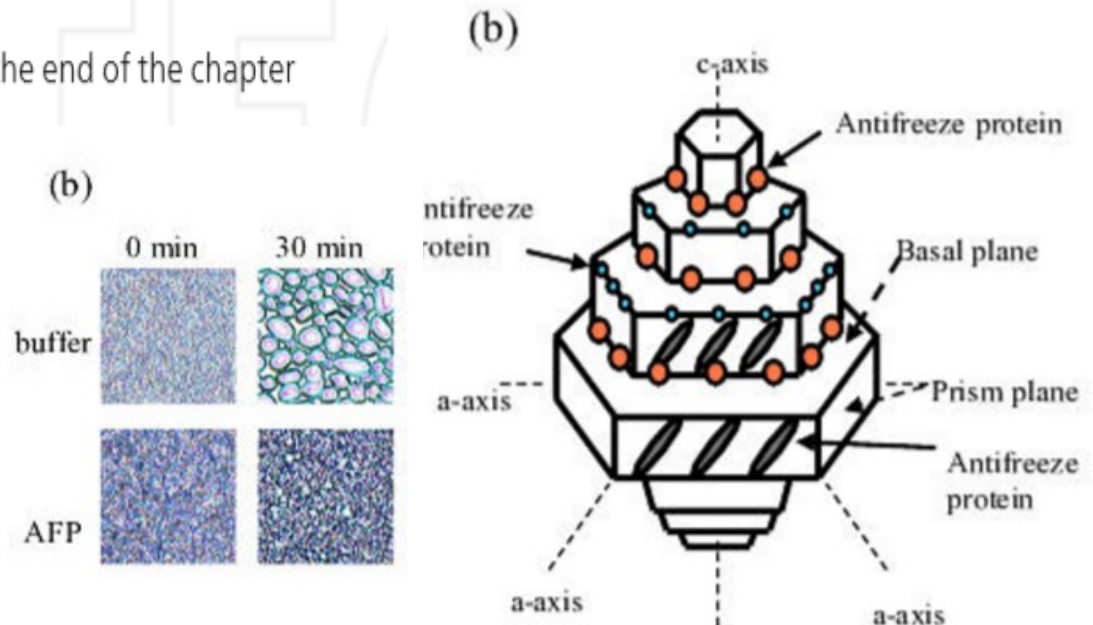 he end of the chapter
(b)
0 min 30 min
buffer
AFP
(b)
c-axis
Antifreeze protein
ntifreeze
rotein
Basal plane
a-axis
Prism plane
Antifreeze
protein
a-axis
a-axis